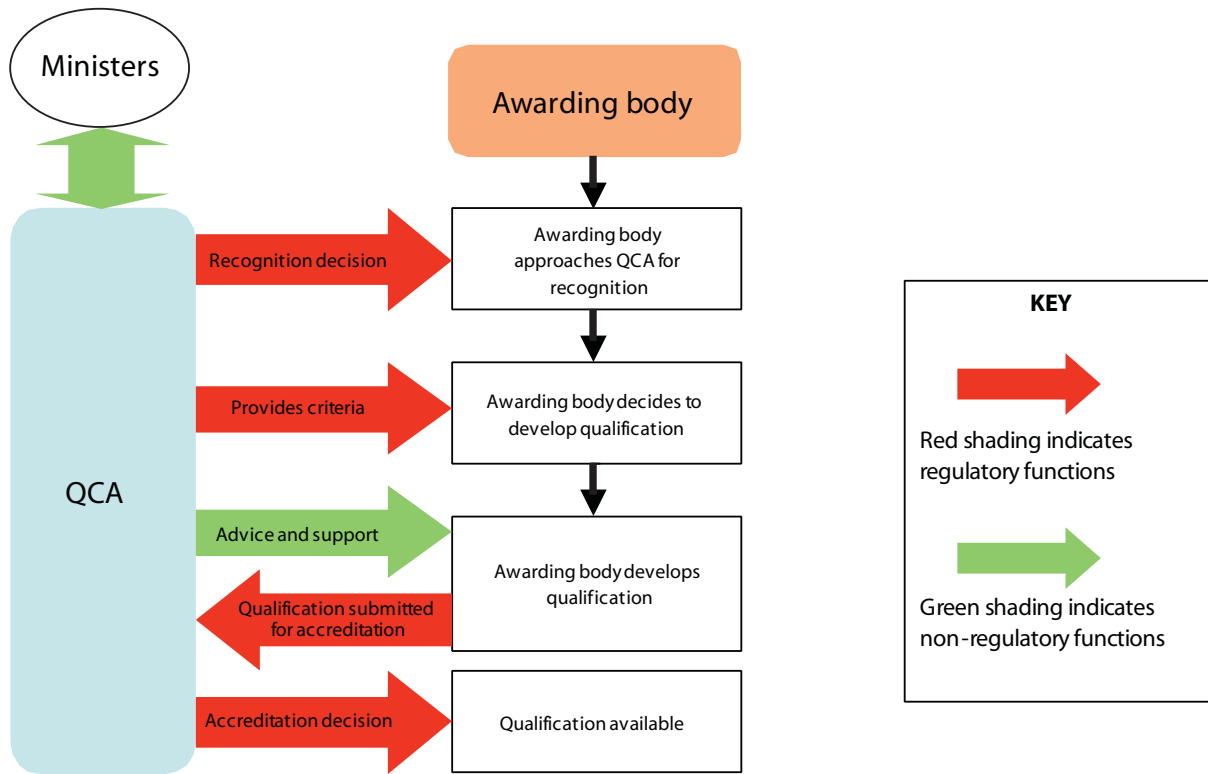 Ministers
Awarding body
Recognition decision
Awarding body
approaches QCA for
recognition
KEY
Provides criteria
Awarding body decides to
develop qualification
Red shading indicates
regulatory functions
QCA
Advice and support
Awarding body develops
qualification
Qualification submitted
for accreditation
Green shading indicates
non-regulatory functions
Accreditation decision
Qualification available